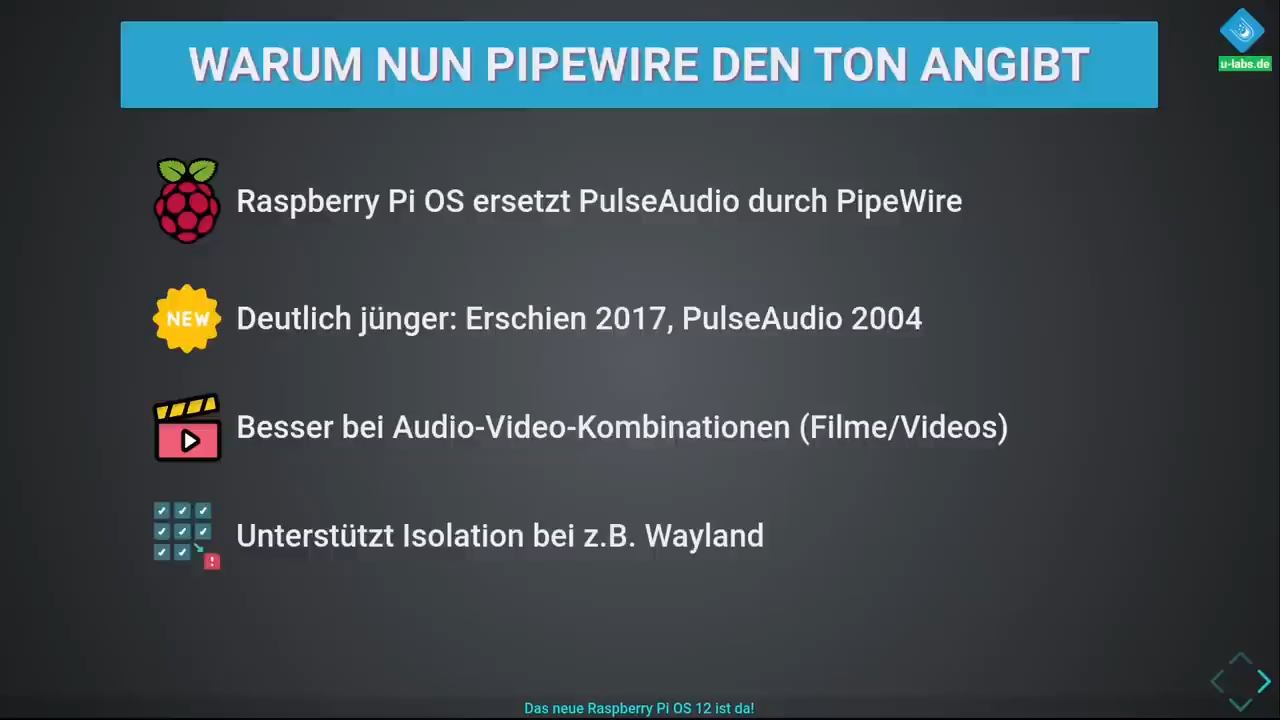 WARUM NUN PIPEWIRE DEN TON ANGIBT
u-labs.de
Raspberry Pi OS ersetzt PulseAudio durch PipeWire
NEW
Deutlich jünger: Erschien 2017, PulseAudio 2004
Besser bei Audio-Video-Kombinationen (Filme/Videos)
Unterstützt Isolation bei z.B. Wayland
Das neue Raspberry Pi OS 12 ist da!